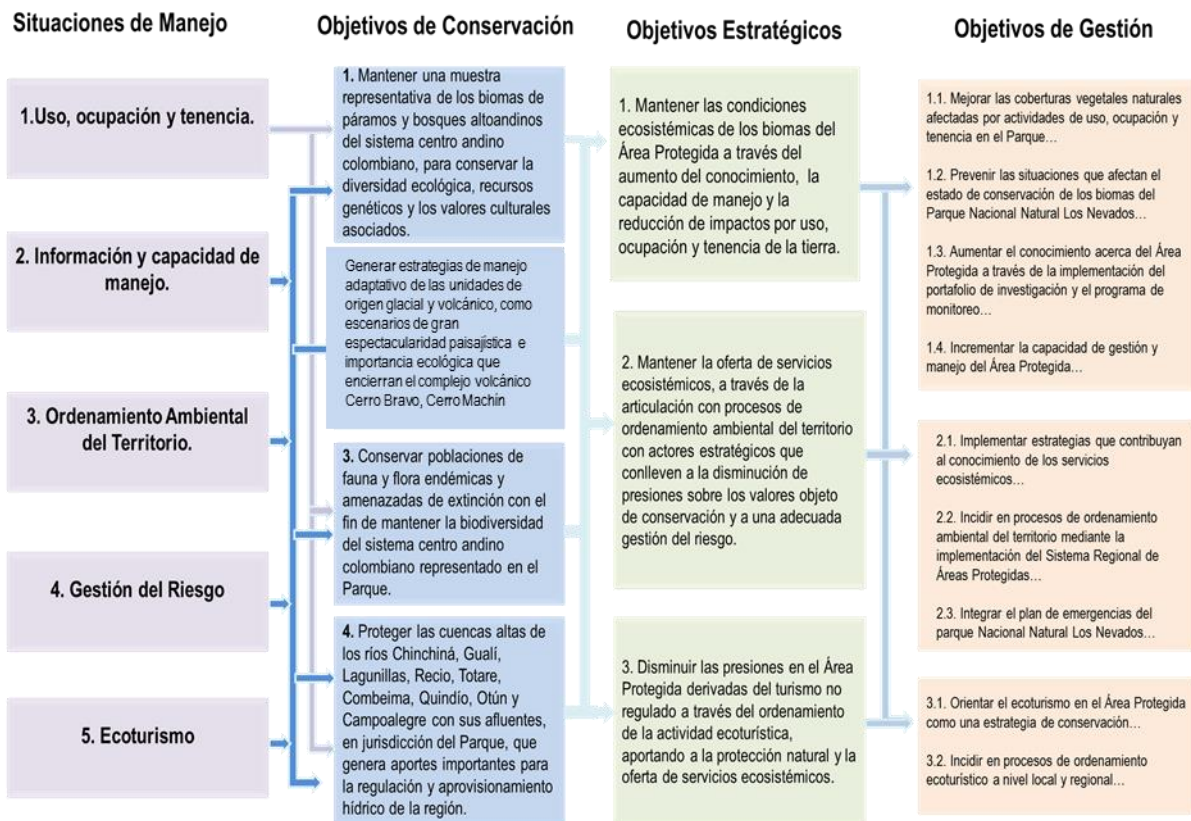 Situaciones de Manejo
1.Uso, ocupación y tenencia.
2. Información y capacidad de
manejo.
3. Ordenamiento Ambiental
del Territorio.
4. Gestión del Riesgo
5. Ecoturismo
Objetivos de Conservación
1. Mantener una muestra
representativa de los biomas de
páramos y bosques altoandinos
del sistema centro andino
colombiano, para conservar la
diversidad ecológica, recursos
genéticos y los valores culturales
asociados.
Generar estrategias de manejo
adaptativo de las unidades de
origen glacial y volcánico, como
escenarios de gran
espectacularidad paisajística e
importancia ecológica que
encierran el complejo volcánico
Cerro Bravo, Cerro Machín
3. Conservar poblaciones de
fauna y flora endémicas y
amenazadas de extinción con el
fin de mantener la biodiversidad
del sistema centro andino
colombiano representado en el
Parque.
4. Proteger las cuencas altas de
los ríos Chinchiná, Gualí,
Lagunillas, Recio, Totare,
Combeima, Quindío, Otún y
Campoalegre con sus afluentes,
en jurisdicción del Parque, que
genera aportes importantes para
la regulación y aprovisionamiento
hídrico de la región.
Objetivos Estratégicos
1. Mantener las condiciones
ecosistémicas de los biomas del
Área Protegida a través del
aumento del conocimiento, la
capacidad de manejo y la
reducción de impactos por uso,
ocupación y tenencia de la tierra.
2. Mantener la oferta de servicios
ecosistémicos, a través de la
articulación con procesos de
ordenamiento ambiental del territorio
con actores estratégicos que
conlleven a la disminución de
presiones sobre los valores objeto
de conservación y a una adecuada
gestión del riesgo.
3. Disminuir las presiones en el Área
Protegida derivadas del turismo no
regulado a través del ordenamiento
de la actividad ecoturística,
aportando a la protección natural y la
oferta de servicios ecosistémicos.
Objetivos de Gestión
1.1. Mejorar las coberturas vegetales naturales
afectadas por actividades de uso, ocupación y
tenencia en el Parque…
1.2. Prevenir las situaciones que afectan el
estado de conservación de los biomas del
Parque Nacional Natural Los Nevados…
1.3. Aumentar el conocimiento acerca del Área
Protegida a través de la implementación del
portafolio de investigación y el programa de
monitoreo…
1.4. Incrementar la capacidad de gestión y
manejo del Área Protegida…
2.1. Implementar estrategias que contribuyan
al conocimiento de los servicios
ecosistémicos…
2.2. Incidir en procesos de ordenamiento
ambiental del territorio mediante la
implementación del Sistema Regional de
Áreas Protegidas…
2.3. Integrar el plan de emergencias del
parque Nacional Natural Los Nevados…
3.1. Orientar el ecoturismo en el Área Protegida
como una estrategia de conservación…
3.2. Incidir en procesos de ordenamiento
ecoturístico a nivel local y regional…